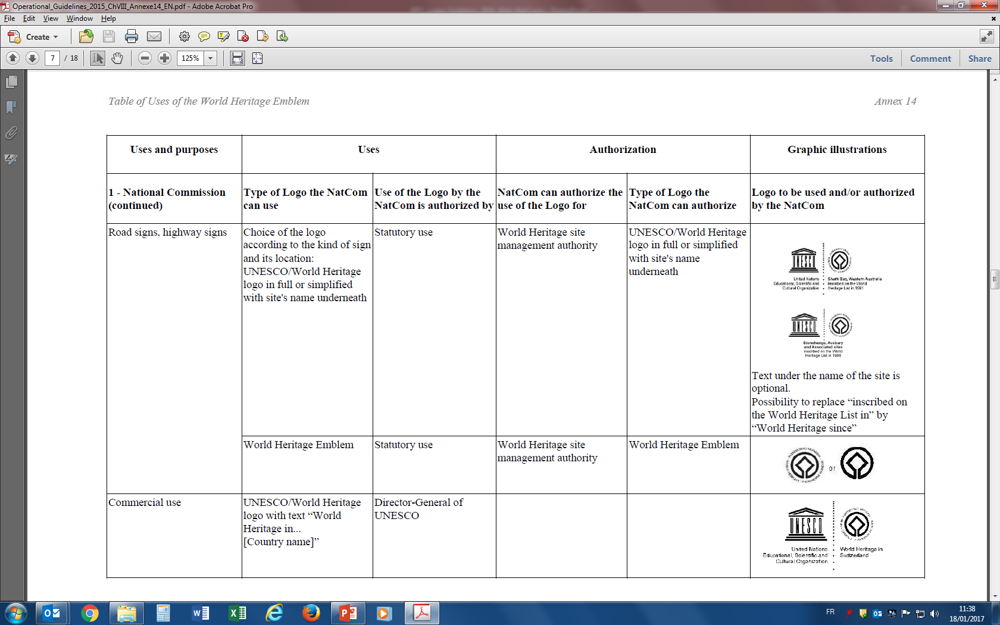 Operational_Guidelines_2015_ChVIII_Annexe14_EN.pdf - Adobe Acrobat Pro
File Edit View Window Help
Create
7 / 18 125% Tools Comment Share
Table of Uses of the World Heritage Emblem Annex 14
Uses and purposes Uses Authorization Graphic illustrations
1 - National Commission
(continued)
Type of Logo the NatCom
can use
Use of the Logo by the
NatCom is authorized by
NatCom can authorize the
use of the Logo for
Type of Logo the
NatCom can authorize
Logo to be used and/or authorized
by the NatCom
Road signs, highway signs
Choice of the logo
according to the kind of sign
and its location:
UNESCO/World Heritage
logo in full or simplified
with site's name underneath
Statutory use
World Heritage site
management authority
UNESCO/World Heritage
logo in full or simplified
with site's name
underneath
UNESCO
United Nations
Educational, Scientific and
Cultural Organization
Shark Bay, Western Australia
inscribed on the World
Heritage List in 1991
UNESCO
Stonehenge, Avebury
and Associated sites
inscribed on the World
Heritage List in 1986
Text under the name of the site is
optional.
Possibility to replace “inscribed on
the World Heritage List in” by
“World Heritage since”
World Heritage Emblem
Statutory use
World Heritage site
management authority
World Heritage Emblem
or
Commercial use
UNESCO/World Heritage
logo with text “World
Heritage in...
[Country name]”
Director-General of
UNESCO
UNESCO
United Nations
Educational, Scientific and
Cultural Organization
World Heritage in
Switzerland
FR
11:38
18/01/2017